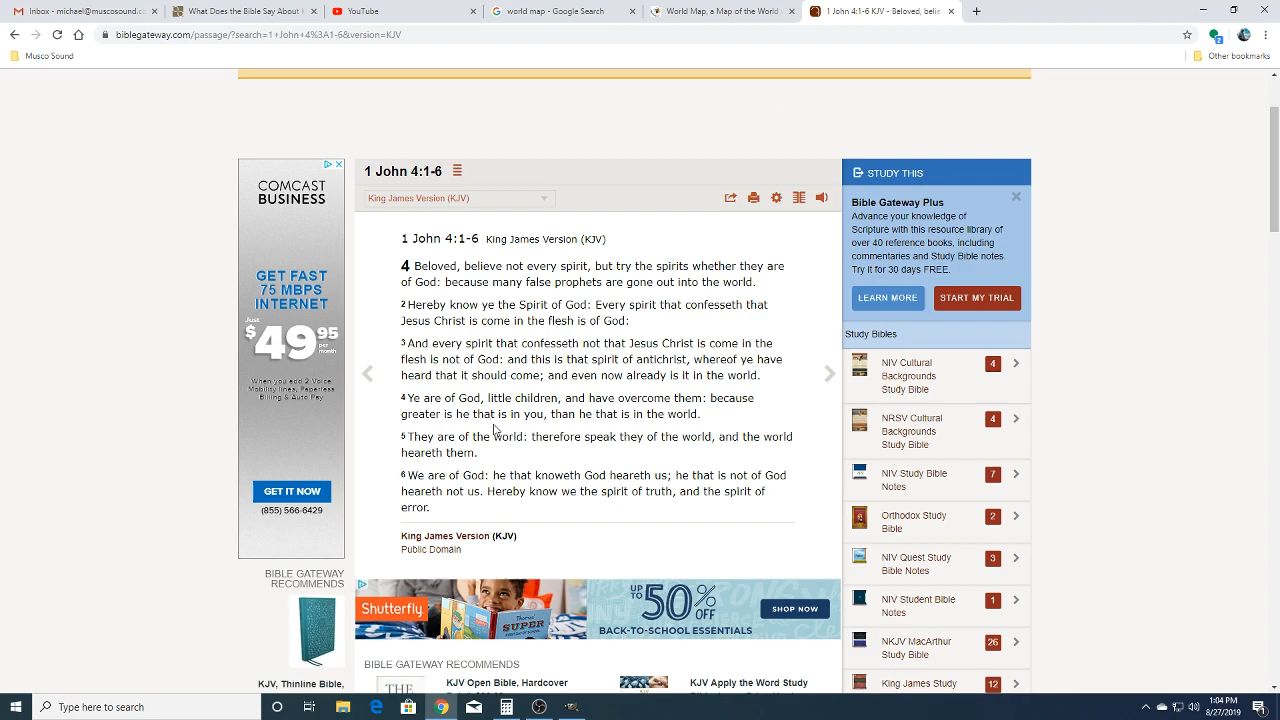 Inbox - michael@muscosound.c
What Does the Bible Say About
YouTube
world map - Google Search
World Map, a Map of the World
1 John 4:1-6 KJV - Beloved, belie
biblegateway.com/passage/?search=1+John+4%3A1-6&version=KJV
2
Musco Sound
Other bookmarks
COMCAST
BUSINESS
GET FAST
75 MBPS
INTERNET
Just
$49.95
per
month
When you add 2 Voice
Mobility lines, Paperless
Billing & Auto Pay.
GET IT NOW
(855) 566-6429
BIBLE GATEWAY
RECOMMENDS
KJV, Thinline Bible,
1 John 4:1-6
King James Version (KJV)
1 John 4:1-6 King James Version (KJV)
4 Beloved, believe not every spirit, but try the spirits whether they are
of God: because many false prophets are gone out into the world.
2 Hereby know ye the Spirit of God: Every spirit that confesseth that
Jesus Christ is come in the flesh is of God:
3 And every spirit that confesseth not that Jesus Christ is come in the
flesh is not of God: and this is that spirit of antichrist, whereof ye have
heard that it should come; and even now already is it in the world.
4 Ye are of God, little children, and have overcome them: because
greater is he that is in you, than he that is in the world.
5 They are of the world: therefore speak they of the world, and the world
heareth them.
6 We are of God: he that knoweth God heareth us; he that is not of God
heareth not us. Hereby know we the spirit of truth, and the spirit of
error.
King James Version (KJV)
Public Domain
Shutterfly
SUPER
UP TO 50% OFF
BACK-TO-SCHOOL ESSENTIALS
SHOP NOW
BIBLE GATEWAY RECOMMENDS
THE
KJV Open Bible, Hardcover
KJV Apply the Word Study
STUDY THIS
Bible Gateway Plus
Advance your knowledge of
Scripture with this resource library of
over 40 reference books, including
commentaries and Study Bible notes.
Try it for 30 days FREE.
LEARN MORE
START MY TRIAL
Study Bibles
NIV Cultural
Backgrounds
Study Bible
4
NRSV Cultural
Backgrounds
Study Bible
4
NIV Study Bible
Notes
7
Orthodox Study
Bible
2
NIV Quest Study
Bible Notes
3
NIV Student Bible
Notes
1
NKJV MacArthur
Study Bible
26
King James Study
12
Type here to search
1:04 PM
8/27/2019